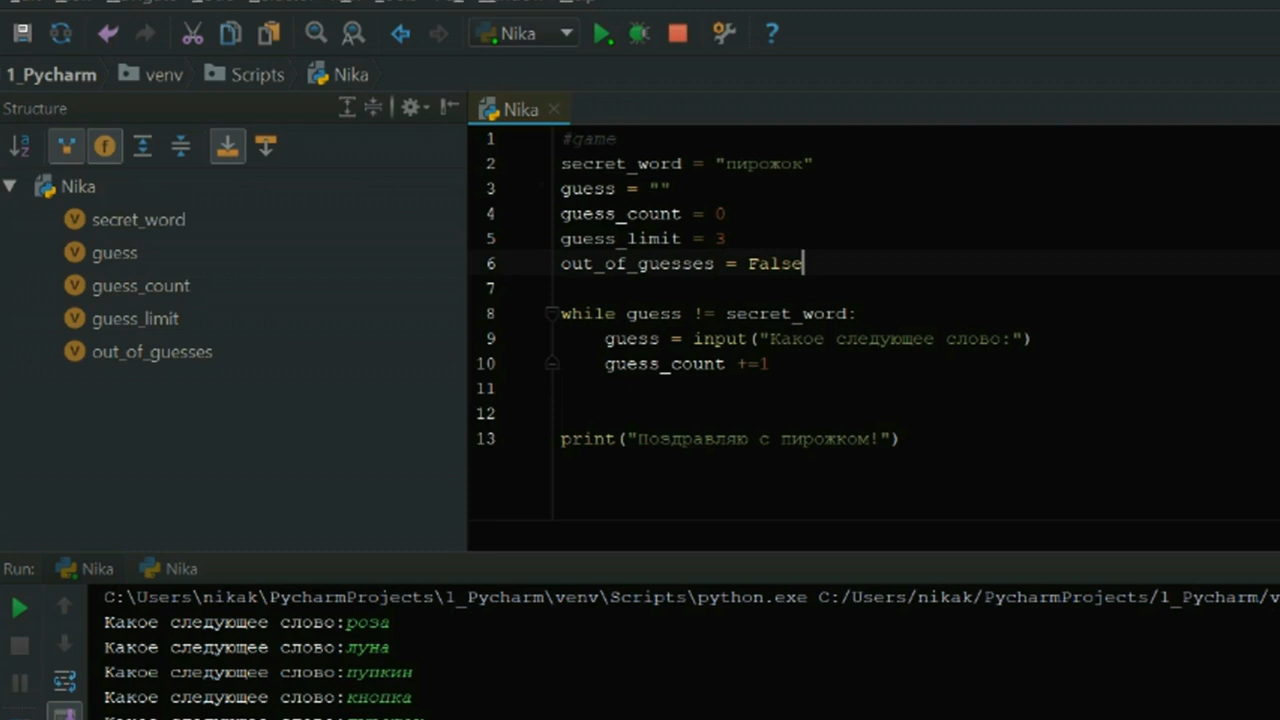 Nika
1_Pycharm venv Scripts Nika
Structure
Nika
Nika
secret_word
guess
guess_count
guess_limit
out_of_guesses
1 #game
2 secret_word = "пирожок"
3 guess = ""
4 guess_count = 0
5 guess_limit = 3
6 out_of_guesses = False
7
8 while guess != secret_word:
9 guess = input("Какое следующее слово:")
10 guess_count +=1
11
12
13 print("Поздравляю с пирожком!")
Run: Nika Nika
C:\Users\nikak\PycharmProjects\1_Pycharm\venv\Scripts\python.exe C:/Users/nikak/PycharmProjects/1_Pycharm/v
Какое следующее слово:роза
Какое следующее слово:луна
Какое следующее слово:пупкин
Какое следующее слово:кнопка